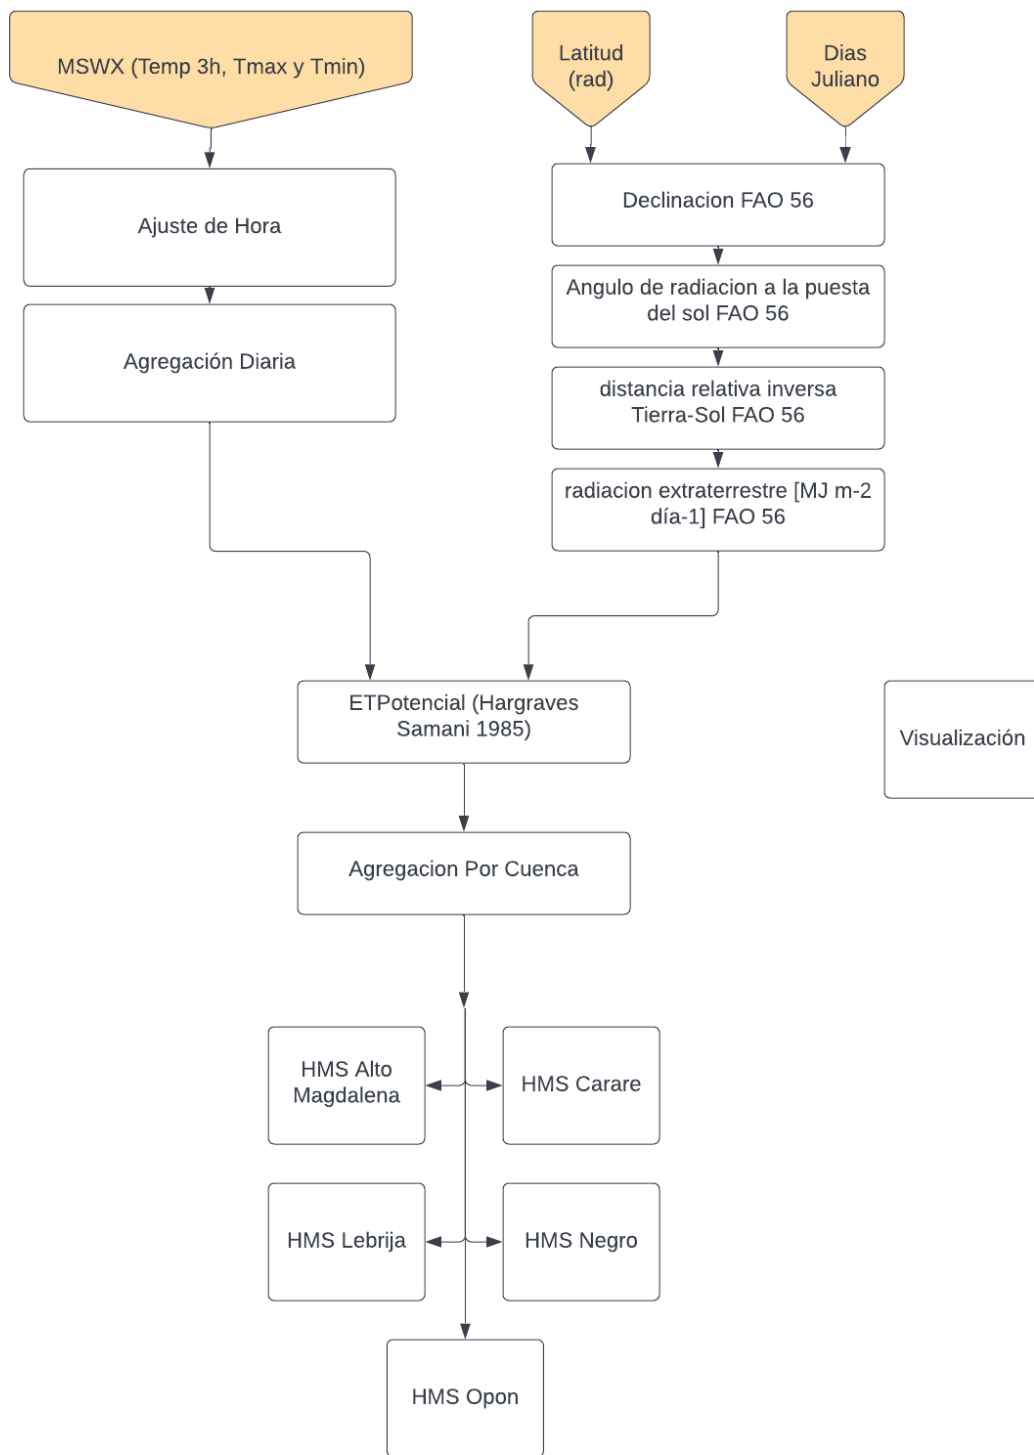 MSWX (Temp 3h, Tmax y Tmin)
Latitud
(rad)
Dias
Juliano
Ajuste de Hora
Agregación Diaria
Declinacion FAO 56
Angulo de radiacion a la puesta
del sol FAO 56
distancia relativa inversa
Tierra-Sol FAO 56
radiacion extraterrestre [MJ m-2
día-1] FAO 56
ETPotencial (Hargraves
Samani 1985)
Visualización
Agregacion Por Cuenca
HMS Alto
Magdalena
HMS Carare
HMS Lebrija
HMS Negro
HMS Opon